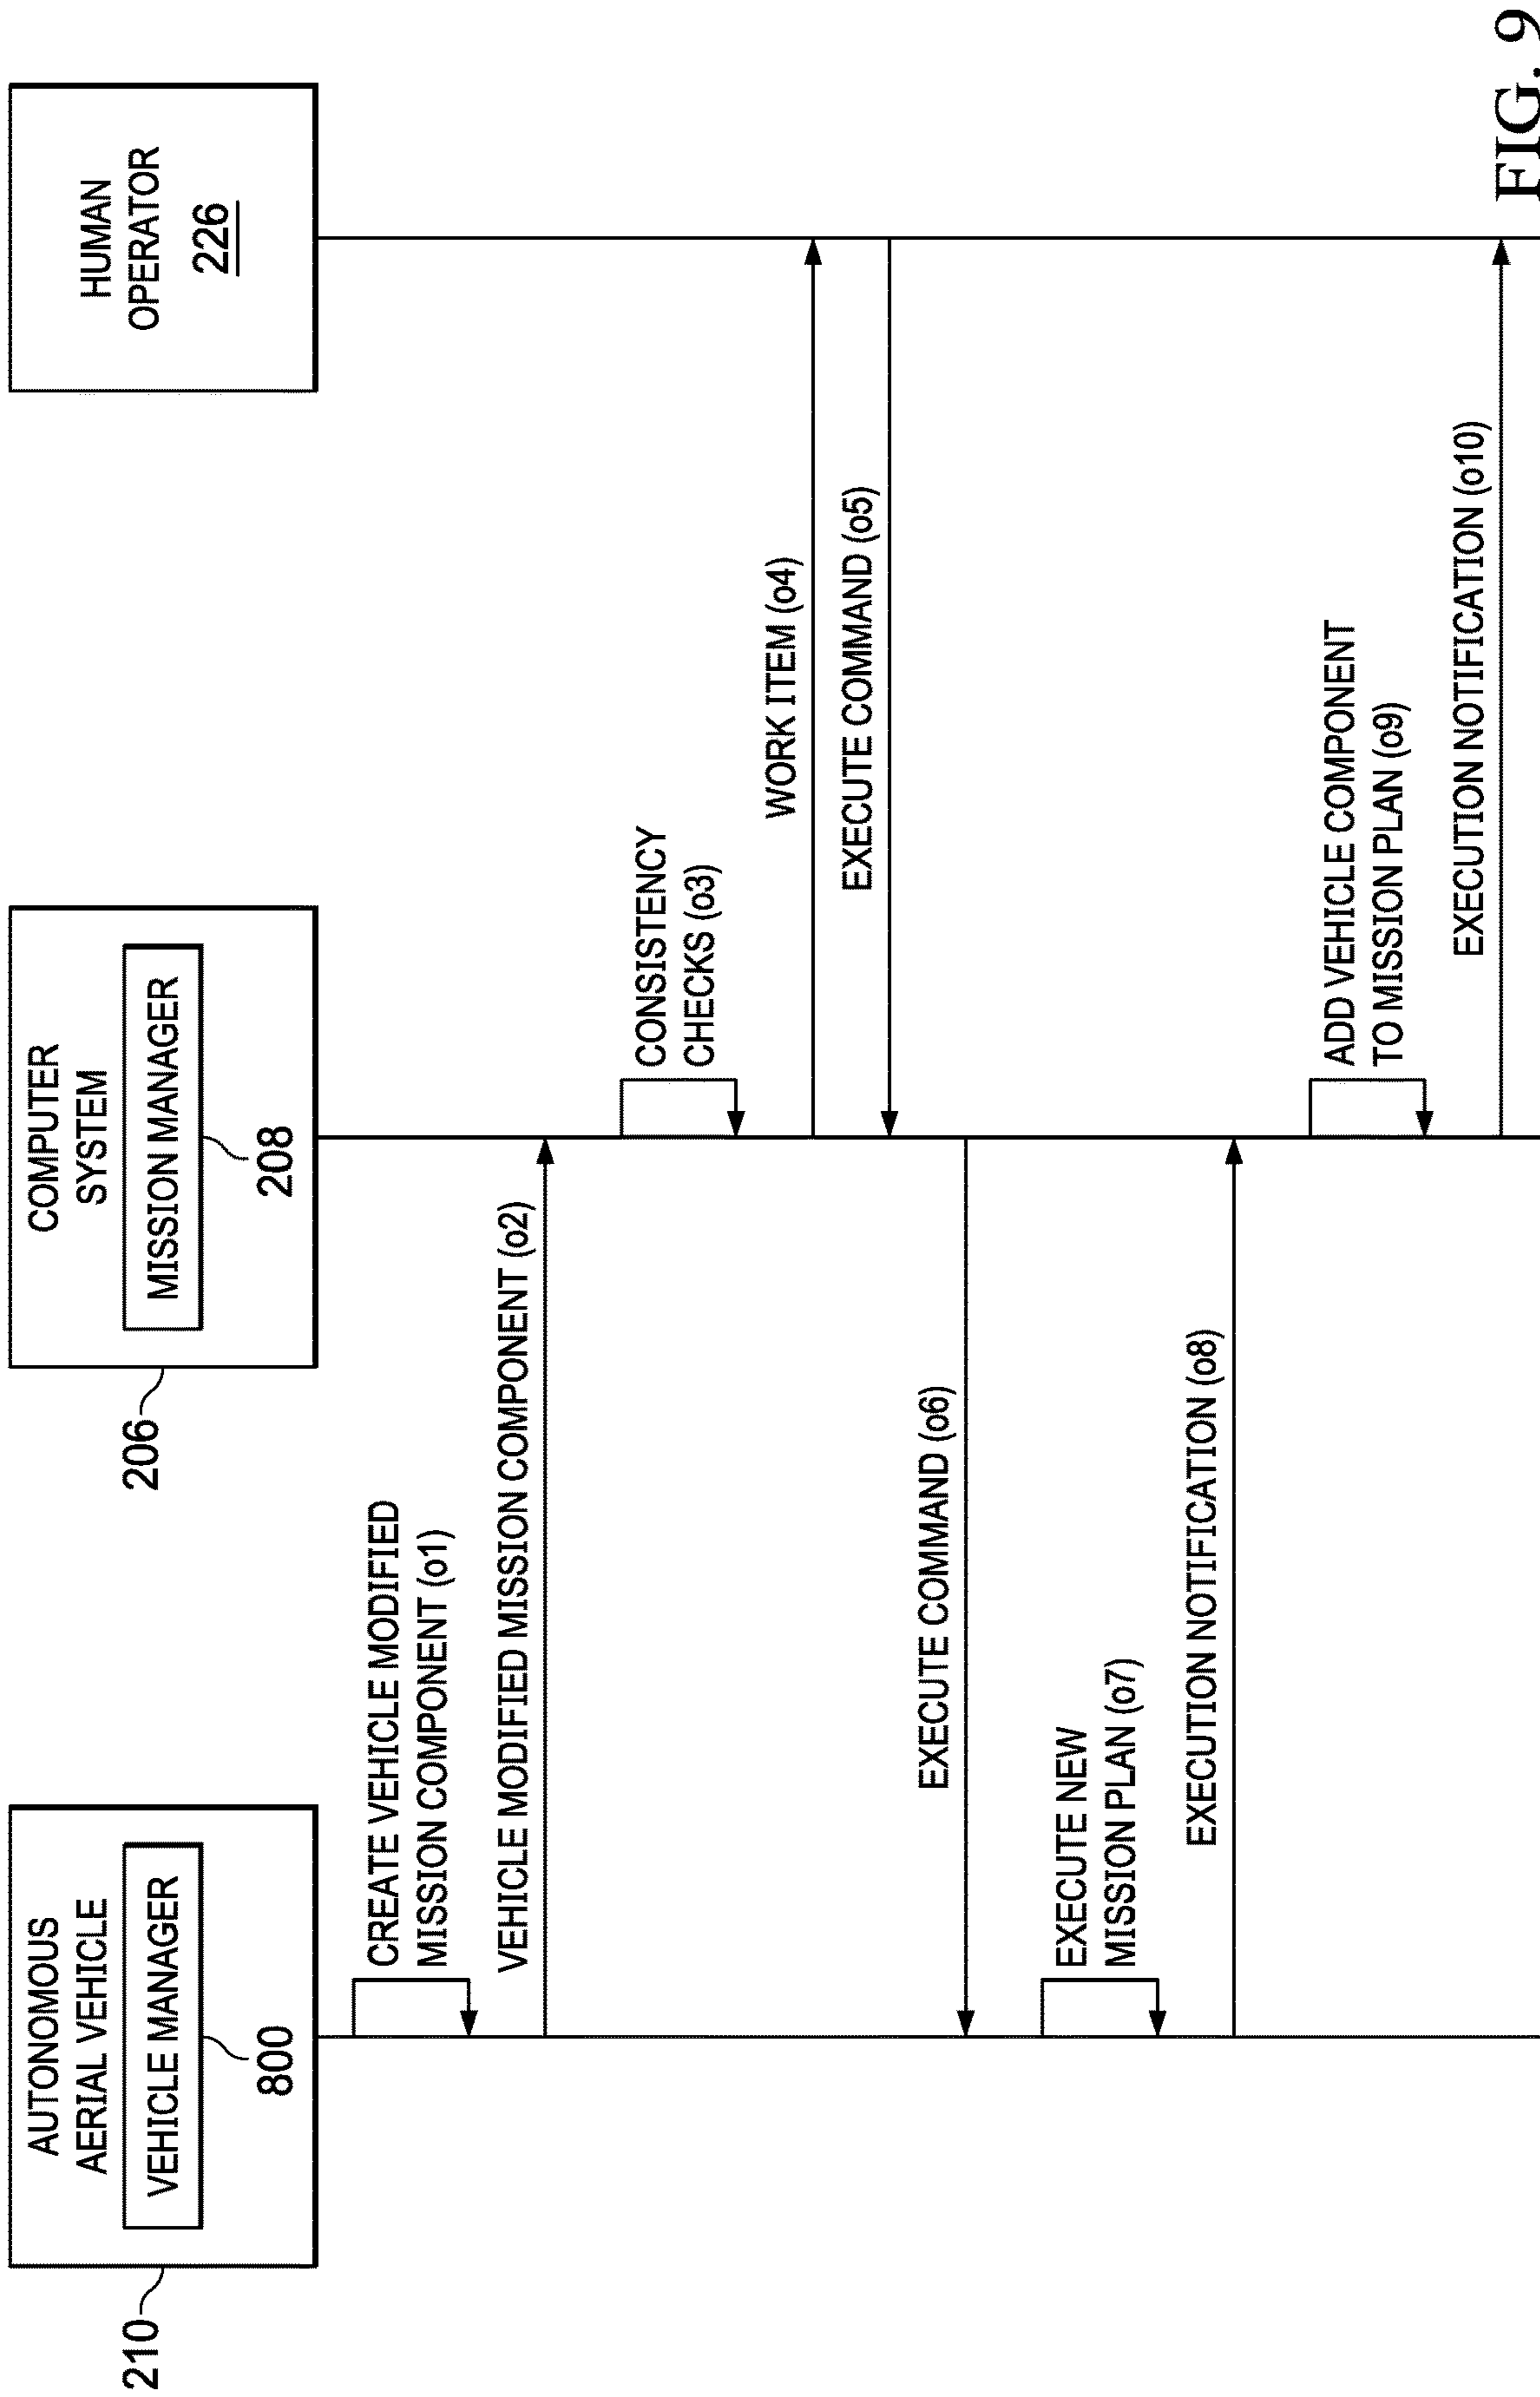 AUTONOMOUS
AERIAL VEHICLE
VEHICLE MANAGER
800
210
COMPUTER
SYSTEM
MISSION MANAGER
208
206
HUMAN
OPERATOR
226
CREATE VEHICLE MODIFIED
MISSION COMPONENT (o1)
VEHICLE MODIFIED MISSION COMPONENT (o2)
CONSISTENCY
CHECKS (o3)
WORK ITEM (o4)
EXECUTE COMMAND (o5)
EXECUTE COMMAND (o6)
EXECUTE NEW
MISSION PLAN (o7)
EXECUTION NOTIFICATION (o8)
ADD VEHICLE COMPONENT
TO MISSION PLAN (o9)
EXECUTION NOTIFICATION (o10)
FIG. 9